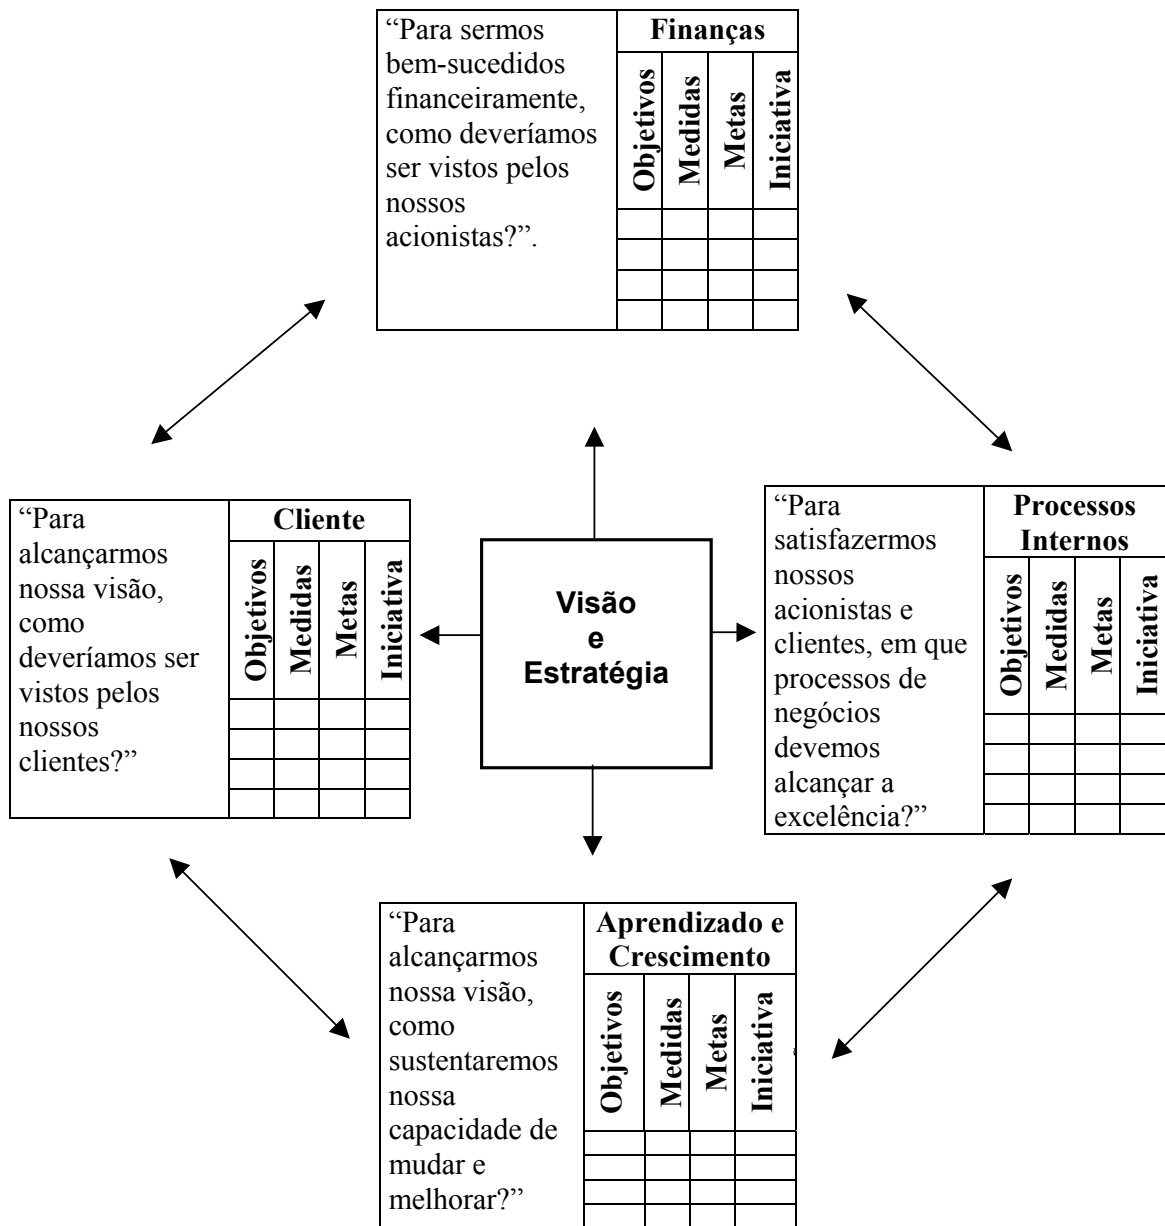 “Para sermos
bem-sucedidos
financeiramente,
como deveríamos
ser vistos pelos
nossos
acionistas?”.
Finanças
Objetivos
Medidas
Metas
Iniciativa
“Para
alcançarmos
nossa visão,
como
deveríamos ser
vistos pelos
nossos
clientes?”
Cliente
Objetivos
Medidas
Metas
Iniciativa
Visão
e
Estratégia
“Para
satisfazermos
nossos
acionistas e
clientes, em que
processos de
negócios
devemos
alcançar a
excelência?”
Processos
Internos
Objetivos
Medidas
Metas
Iniciativa
“Para
alcançarmos
nossa visão,
como
sustentaremos
nossa
capacidade de
mudar e
melhorar?”
Aprendizado e
Crescimento
Objetivos
Medidas
Metas
Iniciativa